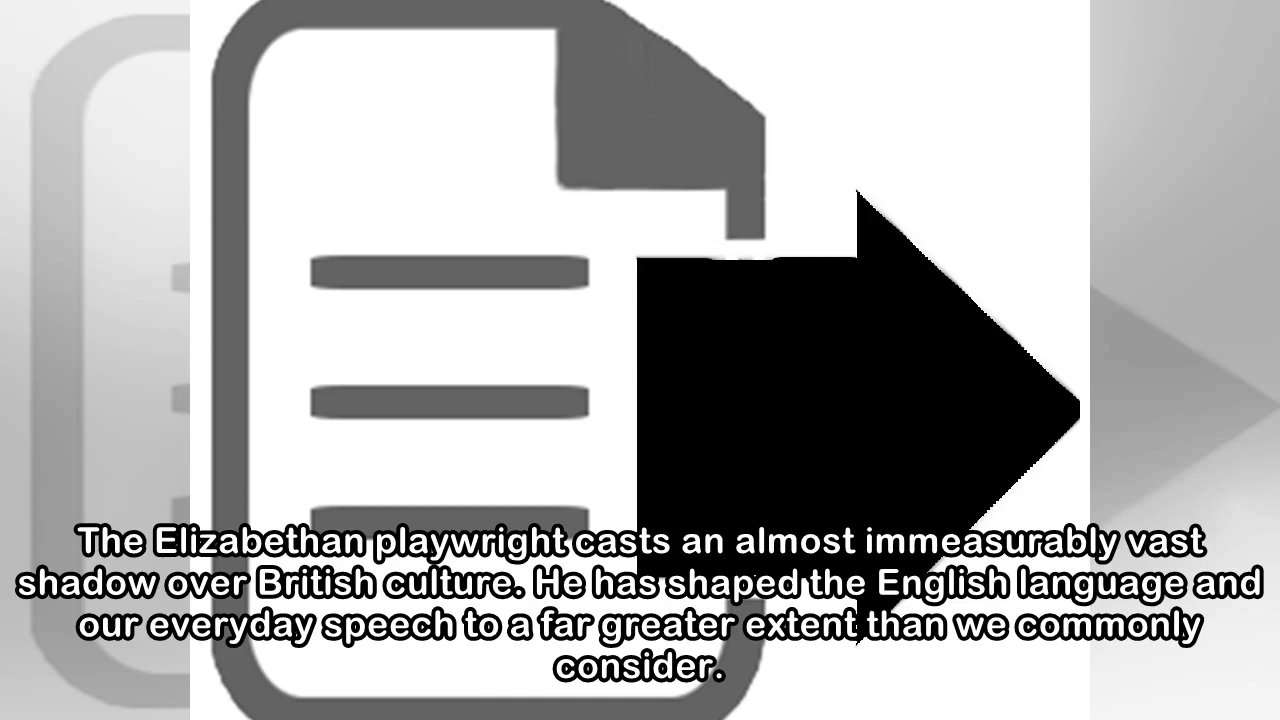 The Elizabethan playwright casts an almost immeasurably vast
shadow over British culture. He has shaped the English language and
our everyday speech to a far greater extent than we commonly
consider.